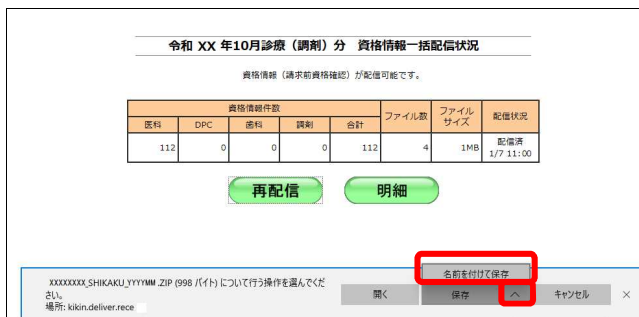 令和 XX 年10月診療（調剤）分　資格情報一括配信状況
資格情報（請求前資格確認）が配信可能です。
資格情報件数 ファイル数 ファイルサイズ 配信状況
医科 DPC 歯科 調剤 合計
112 0 0 0 112 4 1MB 配信済 1/7 11:00
再配信 明細
名前を付けて保存
XXXXXXXX_SHIKAKU_YYYYMM .ZIP (998 バイト) について行う操作を選んでくだ
さい。
場所: kikin.deliver.rece
開く 保存 ^ キャンセル ×